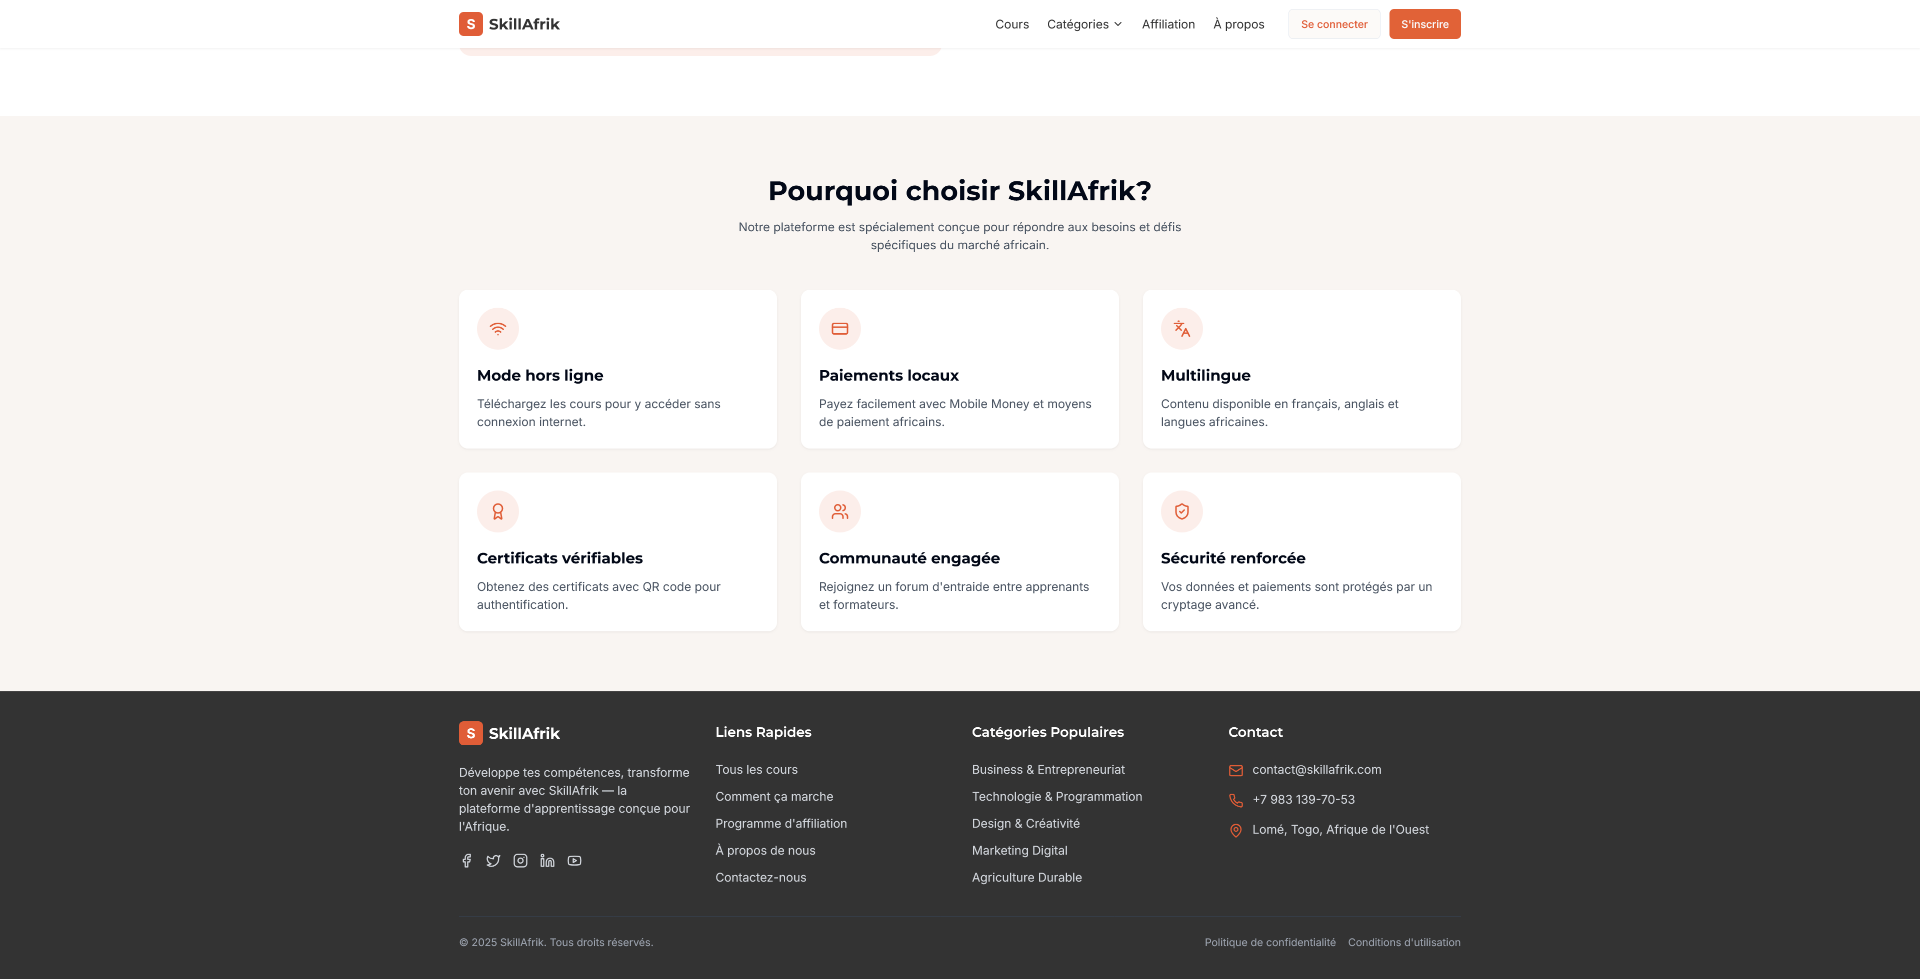 S SkillAfrik
Cours Catégories Affiliation À propos Se connecter S'inscrire
Pourquoi choisir SkillAfrik?
Notre plateforme est spécialement conçue pour répondre aux besoins et défis
spécifiques du marché africain.
Mode hors ligne
Téléchargez les cours pour y accéder sans
connexion internet.
Paiements locaux
Payez facilement avec Mobile Money et moyens
de paiement africains.
Multilingue
Contenu disponible en français, anglais et
langues africaines.
Certificats vérifiables
Obtenez des certificats avec QR code pour
authentification.
Communauté engagée
Rejoignez un forum d'entraide entre apprenants
et formateurs.
Sécurité renforcée
Vos données et paiements sont protégés par un
cryptage avancé.
S SkillAfrik
Développe tes compétences, transforme
ton avenir avec SkillAfrik — la
plateforme d'apprentissage conçue pour
l'Afrique.
Liens Rapides
Tous les cours
Comment ça marche
Programme d'affiliation
À propos de nous
Contactez-nous
Catégories Populaires
Business & Entrepreneuriat
Technologie & Programmation
Design & Créativité
Marketing Digital
Agriculture Durable
Contact
contact@skillafrik.com
+7 983 139-70-53
Lomé, Togo, Afrique de l'Ouest
© 2025 SkillAfrik. Tous droits réservés.
Politique de confidentialité Conditions d'utilisation